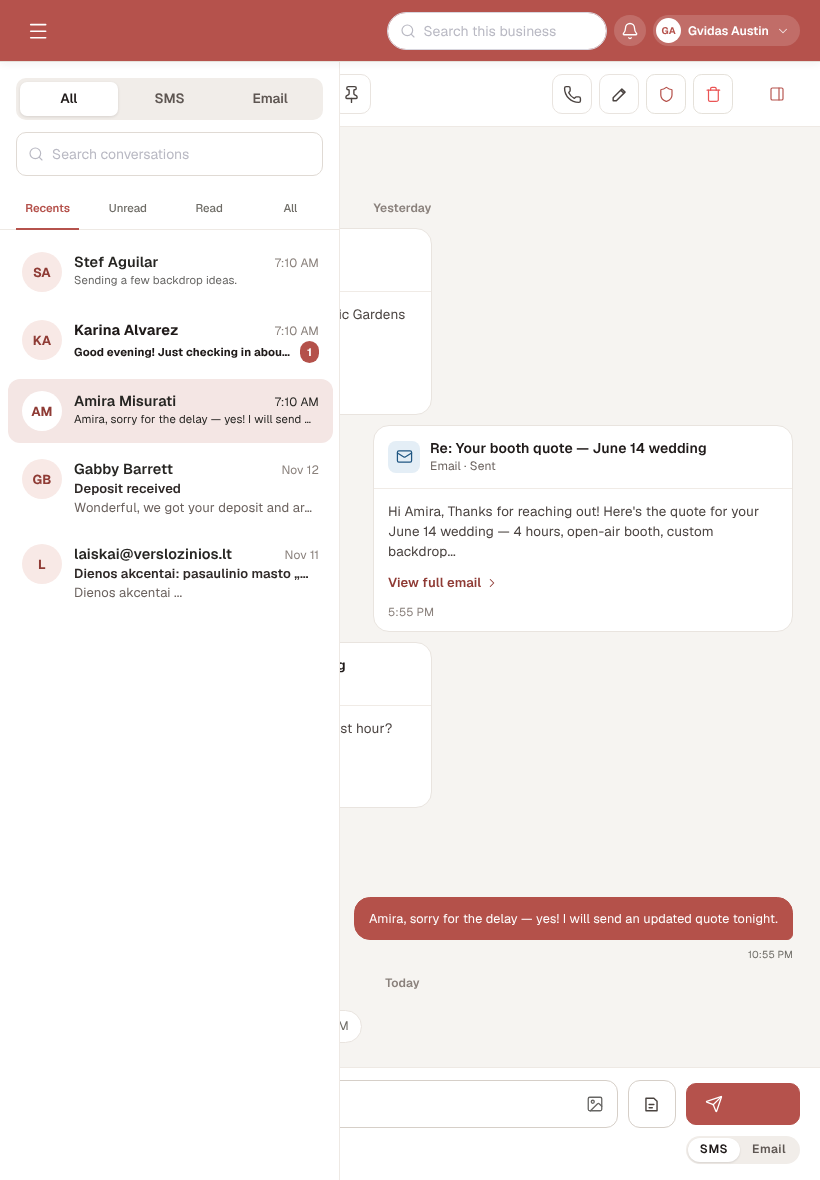 Search this business
GA
Gvidas Austin
All
SMS
Email
Search conversations
Recents
Unread
Read
All
SA
Stef Aguilar
7:10 AM
Sending a few backdrop ideas.
KA
Karina Alvarez
7:10 AM
Good evening! Just checking in abou...
1
AM
Amira Misurati
7:10 AM
Amira, sorry for the delay — yes! I will send ...
GB
Gabby Barrett
Nov 12
Deposit received
Wonderful, we got your deposit and ar...
L
laiskai@verslozinios.lt
Nov 11
Dienos akcentai: pasaulinio masto „...
Dienos akcentai ...
Yesterday
ic Gardens
Re: Your booth quote — June 14 wedding
Email · Sent
Hi Amira, Thanks for reaching out! Here's the quote for your
June 14 wedding — 4 hours, open-air booth, custom
backdrop...
View full email
5:55 PM
g
st hour?
Amira, sorry for the delay — yes! I will send an updated quote tonight.
10:55 PM
Today
M
SMS
Email